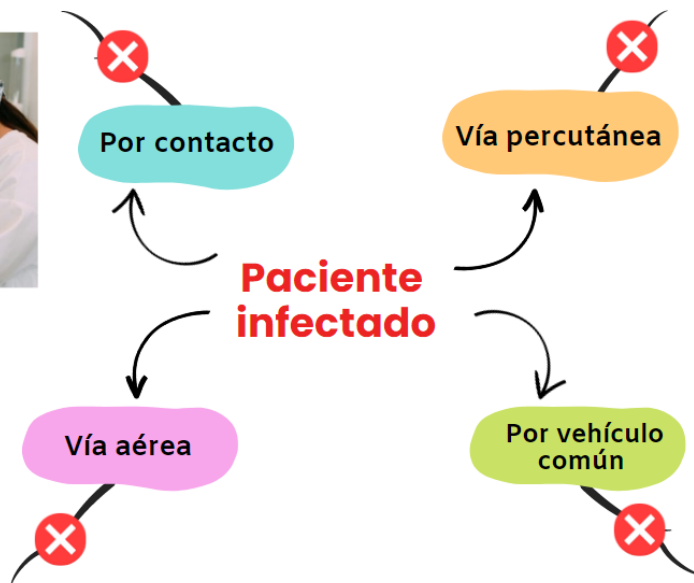 Por contacto
Vía percutánea
Paciente
infectado
Vía aérea
Por vehículo
común